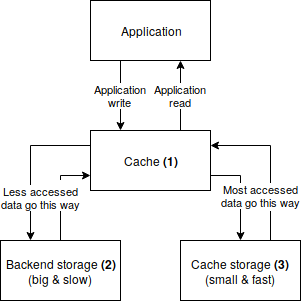 Application
Application
write
Application
read
Cache (1)
Less accessed
data go this way
Most accessed
data go this way
Backend storage (2)
(big & slow)
Cache storage (3)
(small & fast)